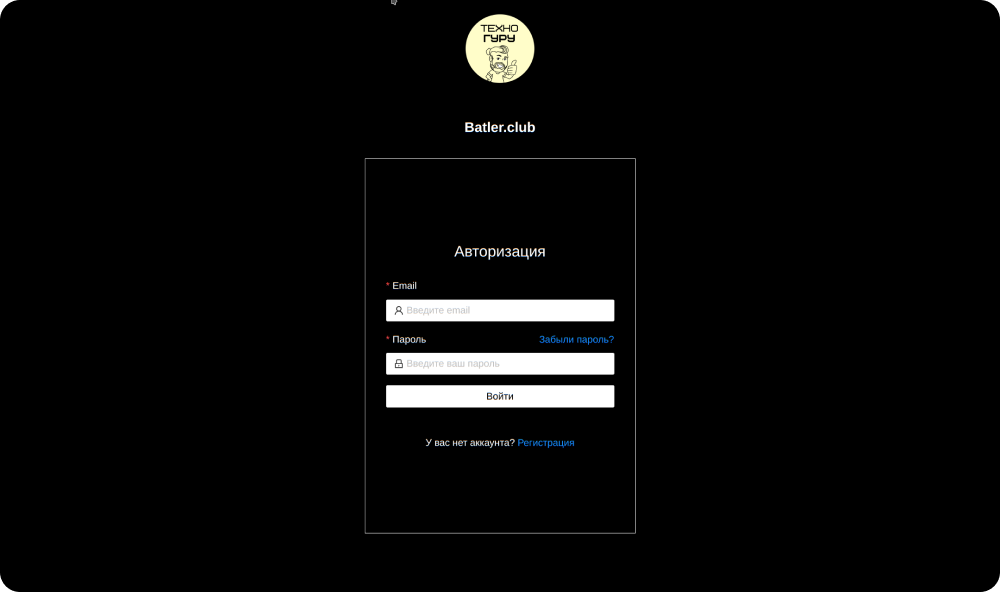 ТЕХНО
ГУРУ
Batler.club
Авторизация
* Email
Введите email
* Пароль Забыли пароль?
Введите ваш пароль
Войти
У вас нет аккаунта? Регистрация